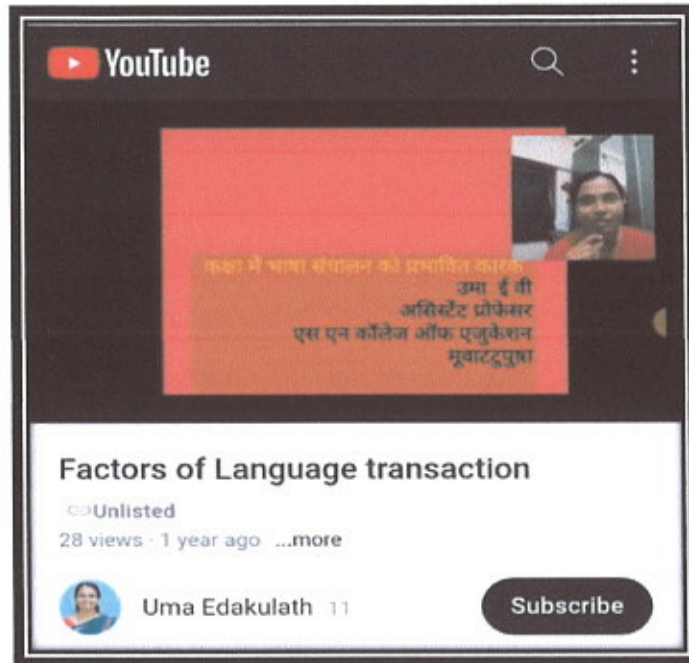 YouTube
कक्षा में भाषा संचालन को प्रभावित कारक
उमा ई वी
असिस्टेंट प्रोफेसर
एस एन कॉलेज ऑफ एजुकेशन
मूवाटटुपुषा
Factors of Language transaction
Unlisted
28 views · 1 year ago ...more
Uma Edakulath 11
Subscribe